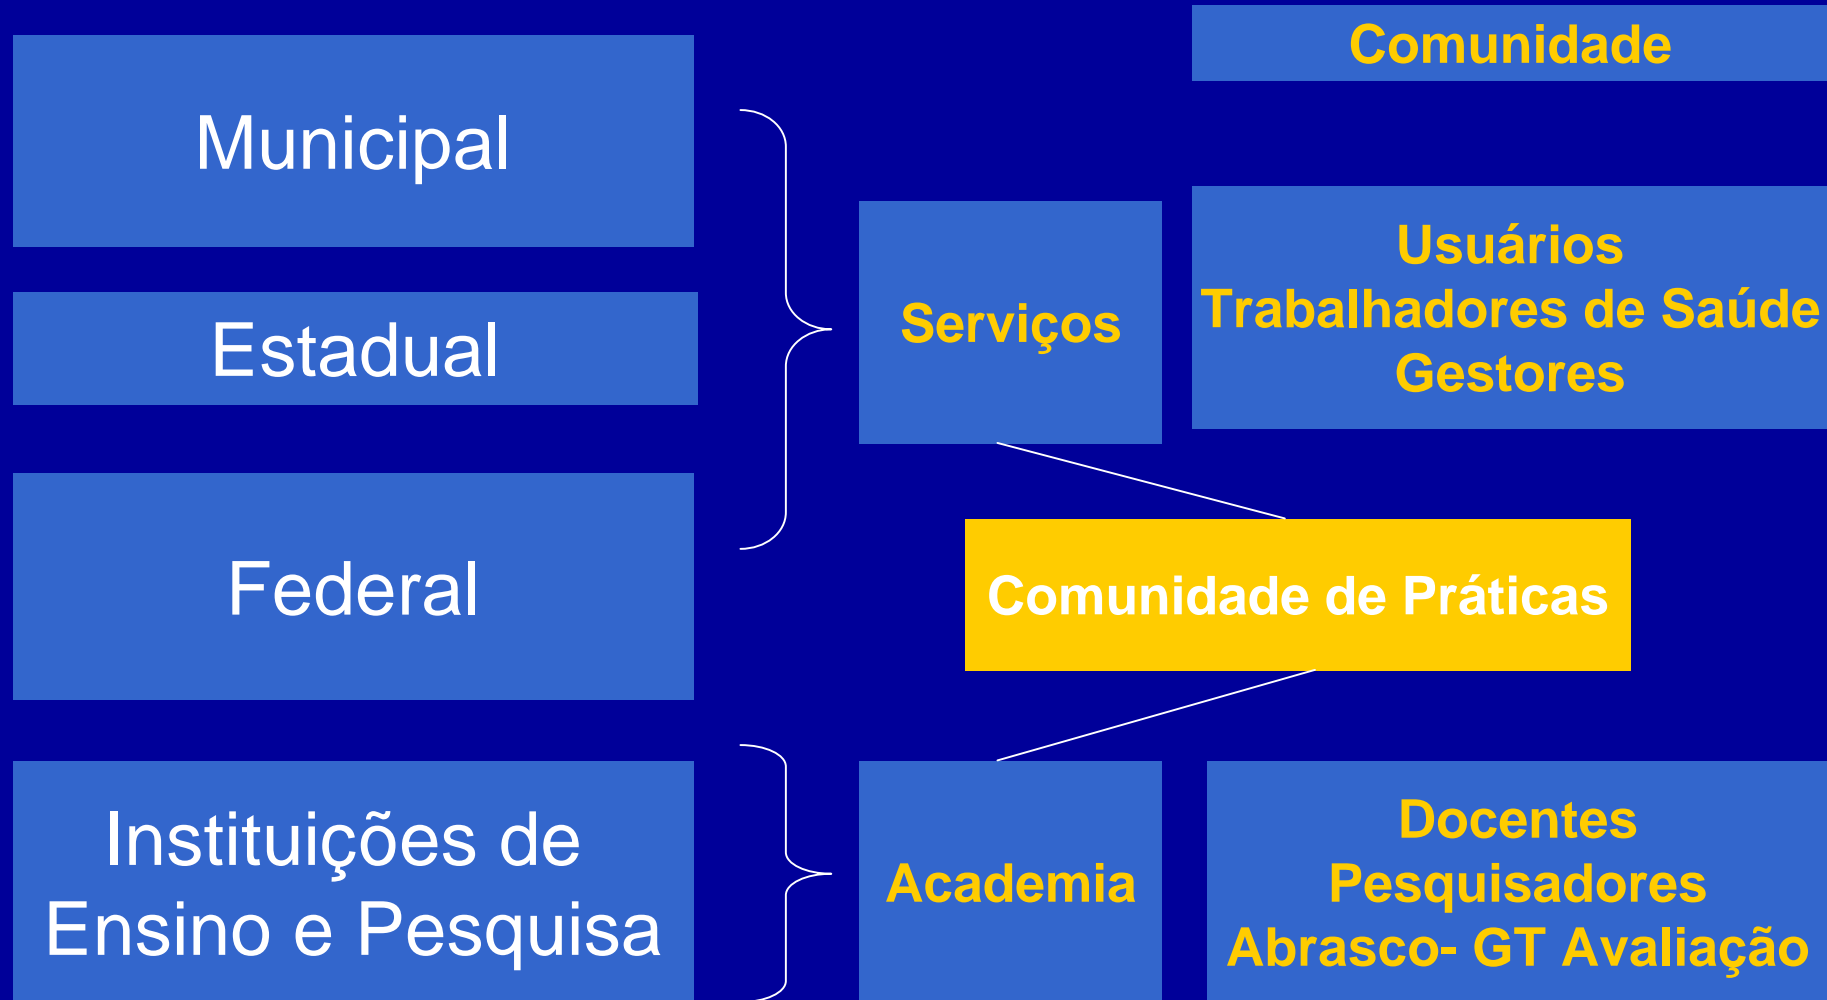 Comunidade
Municipal
Estadual
Federal
Serviços
Usuários
Trabalhadores de Saúde
Gestores
Comunidade de Práticas
Instituições de
Ensino e Pesquisa
Academia
Docentes
Pesquisadores
Abrasco- GT Avaliação